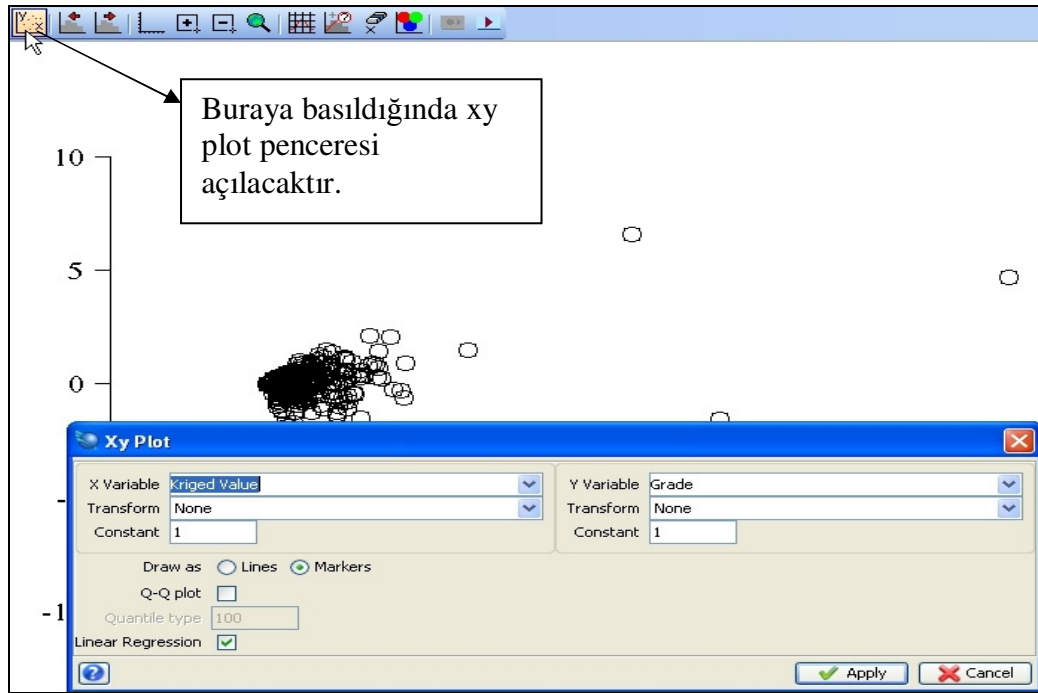 Y
x
Buraya basıldığında xy
plot penceresi
açılacaktır.
10
5
0
-
-1
Xy Plot
X Variable Kriged Value Y Variable Grade
Transform None Transform None
Constant 1 Constant 1
Draw as Lines Markers
Q-Q plot
Quantile type 100
Linear Regression
? Apply Cancel